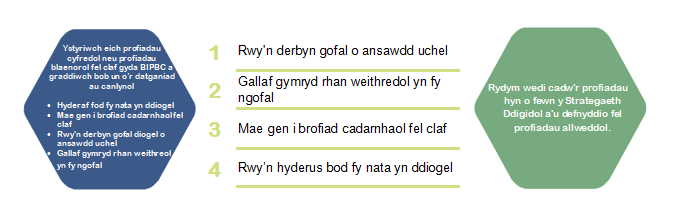 Ystyriwch eich profiadau
cyfredol neu profiadau
blaenorol fel claf gyda BIPBC a
graddiwch bob un o'r datganiad
au canlynol
• Hyderaf fod fy nata yn ddiogel
• Mae gen i brofiad cadarnhaol fel
claf
• Rwy'n derbyn gofal diogel o
ansawdd uchel
• Gallaf gymryd rhan weithreol
yn fy ngofal
1 Rwy'n derbyn gofal o ansawdd uchel
2 Gallaf gymryd rhan weithredol yn fy
ngofal
3 Mae gen i brofiad cadarnhaol fel claf
4 Rwy'n hyderus bod fy nata yn ddiogel
Rydym wedi cadw'r profiadau
hyn o fewn y Strategaeth
Ddigidol a'u defnyddio fel
profiadau allweddol.